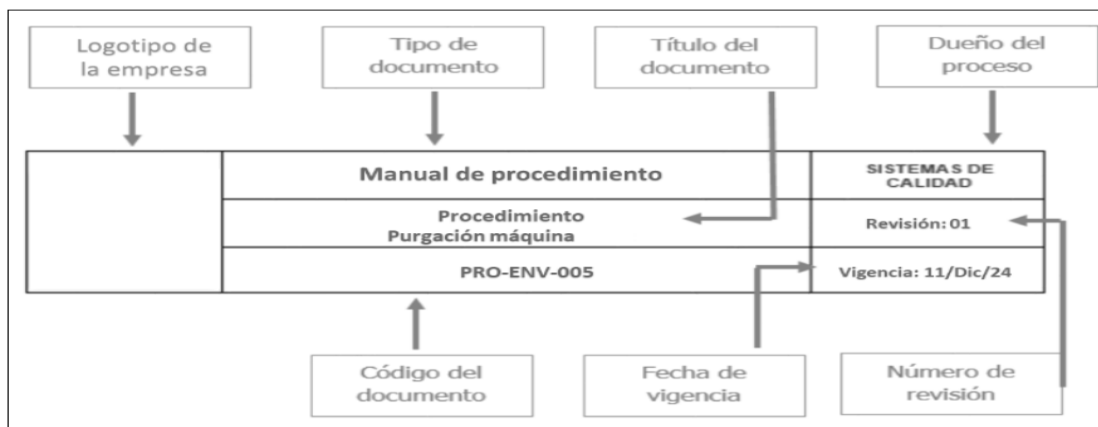 Logotipo de
la empresa
Tipo de
documento
Título del
documento
Dueño del
proceso
Manual de procedimiento
SISTEMAS DE
CALIDAD
Procedimiento
Purgación máquina
Revisión: 01
PRO-ENV-005
Vigencia: 11/Dic/24
Código del
documento
Fecha de
vigencia
Número de
revisión